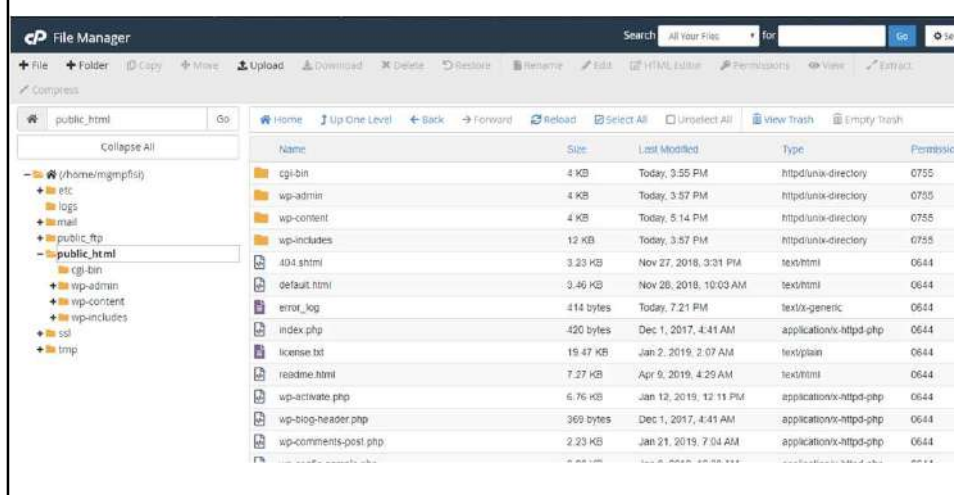 cP File Manager
Search All Your Files for Go
+ File + Folder Copy Move Upload Download Delete Restore Rename Edit HTML Editor Permissions View Extract
Compress
public_html Go
Collapse All
(/home/mgmpfisi)
etc
logs
mail
public_ftp
public_html
cgi-bin
wp-admin
wp-content
wp-includes
ssl
tmp
Home Up One Level Back Forward Reload Select All Unselect All View Trash Empty Trash
Name Size Last Modified Type
cgi-bin 4 KB Today, 3:55 PM httpd/unix-directory 0755
wp-admin 4 KB Today, 3:57 PM httpd/unix-directory 0755
wp-content 4 KB Today, 5:14 PM httpd/unix-directory 0755
wp-includes 12 KB Today, 3:57 PM httpd/unix-directory 0755
404.shtml 3.23 KB Nov 27, 2018, 3:31 PM text/html 0644
default.html 3.46 KB Nov 28, 2018, 10:03 AM text/html 0644
error_log 414 bytes Today, 7:21 PM text/x-generic 0644
index.php 420 bytes Dec 1, 2017, 4:41 AM application/x-httpd-php 0644
license.txt 19.47 KB Jan 2, 2019, 2:07 AM text/plain 0644
readme.html 7.27 KB Apr 9, 2019, 4:29 AM text/html 0644
wp-activate.php 6.76 KB Jan 12, 2019, 12:11 PM application/x-httpd-php 0644
wp-blog-header.php 369 bytes Dec 1, 2017, 4:41 AM application/x-httpd-php 0644
wp-comments-post.php 2.23 KB Jan 21, 2019, 7:04 AM application/x-httpd-php 0644